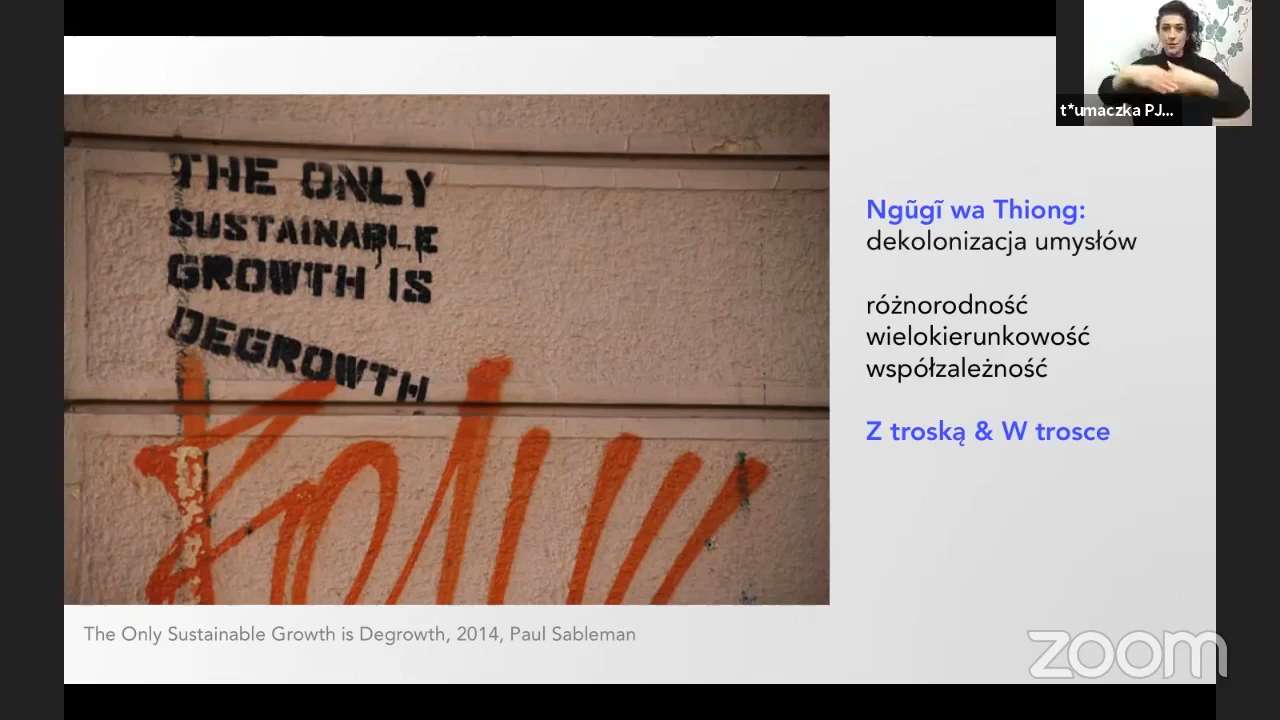 t*umaczka PJ...
THE ONLY
SUSTAINABLE
GROWTH IS
DEGROWTH
Ngũgĩ wa Thiong:
dekolonizacja umysłów
różnorodność
wielokierunkowość
współzależność
Z troską & W trosce
The Only Sustainable Growth is Degrowth, 2014, Paul Sableman
zoom